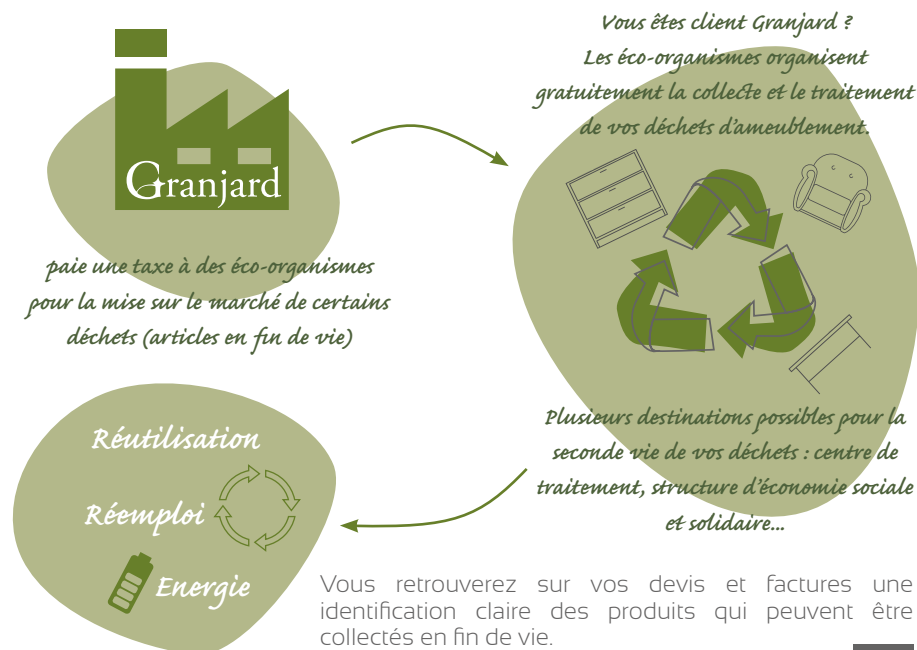 Granjard
paie une taxe à des éco-organismes
pour la mise sur le marché de certains
déchets (articles en fin de vie)
Vous êtes client Granjard ?
Les éco-organismes organisent
gratuitement la collecte et le traitement
de vos déchets d'ameublement.
Plusieurs destinations possibles pour la
seconde vie de vos déchets : centre de
traitement, structure d'économie sociale
et solidaire...
Réutilisation
Réemploi
Energie
Vous retrouverez sur vos devis et factures une
identification claire des produits qui peuvent être
collectés en fin de vie.